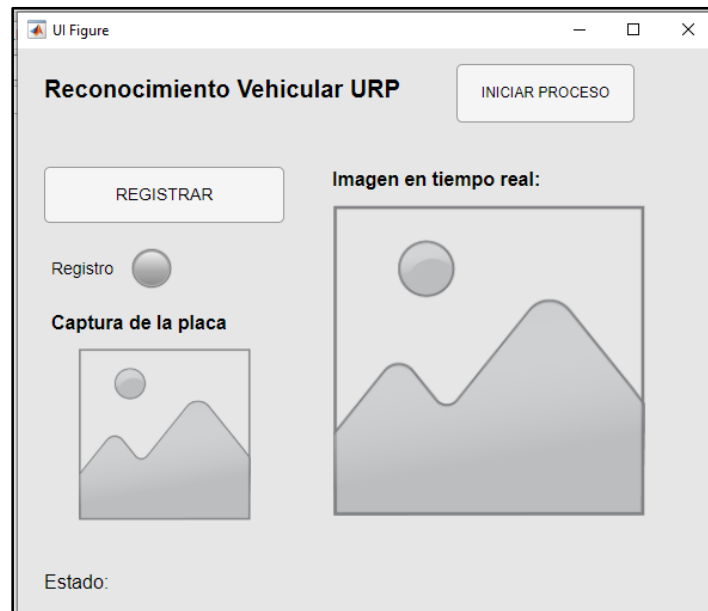 UI Figure
Reconocimiento Vehicular URP
INICIAR PROCESO
REGISTRAR
Imagen en tiempo real:
Registro
Captura de la placa
Estado: